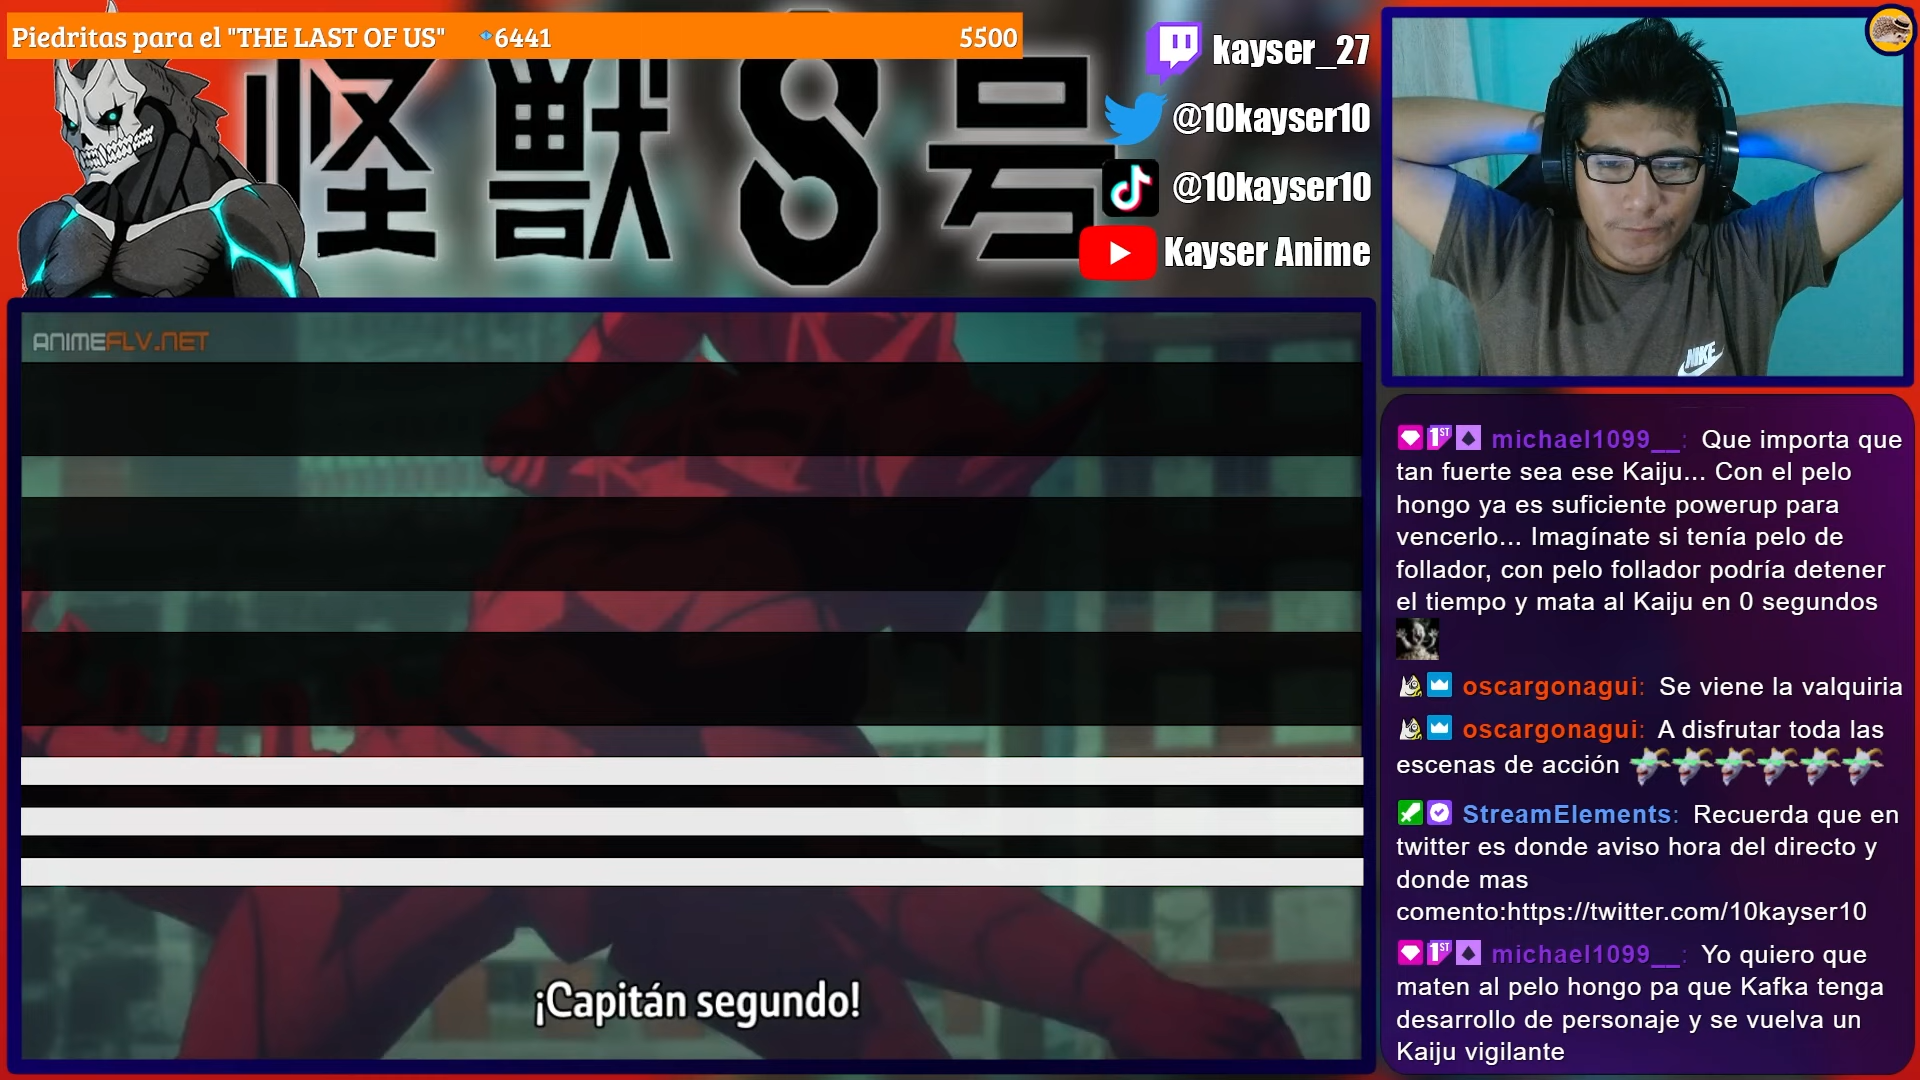 Piedritas para el "THE LAST OF US" 6441 5500
怪獣8号
kayser_27
@10kayser10
@10kayser10
Kayser Anime
ANIMEFLV.NET
¡Capitán segundo!
NIKE
1ST michael1099__: Que importa que
tan fuerte sea ese Kaiju... Con el pelo
hongo ya es suficiente powerup para
vencerlo... Imagínate si tenía pelo de
follador, con pelo follador podría detener
el tiempo y mata al Kaiju en 0 segundos
oscargonagui: Se viene la valquiria
oscargonagui: A disfrutar toda las
escenas de acción
StreamElements: Recuerda que en
twitter es donde aviso hora del directo y
donde mas
comento:https://twitter.com/10kayser10
1ST michael1099__: Yo quiero que
maten al pelo hongo pa que Kafka tenga
desarrollo de personaje y se vuelva un
Kaiju vigilante